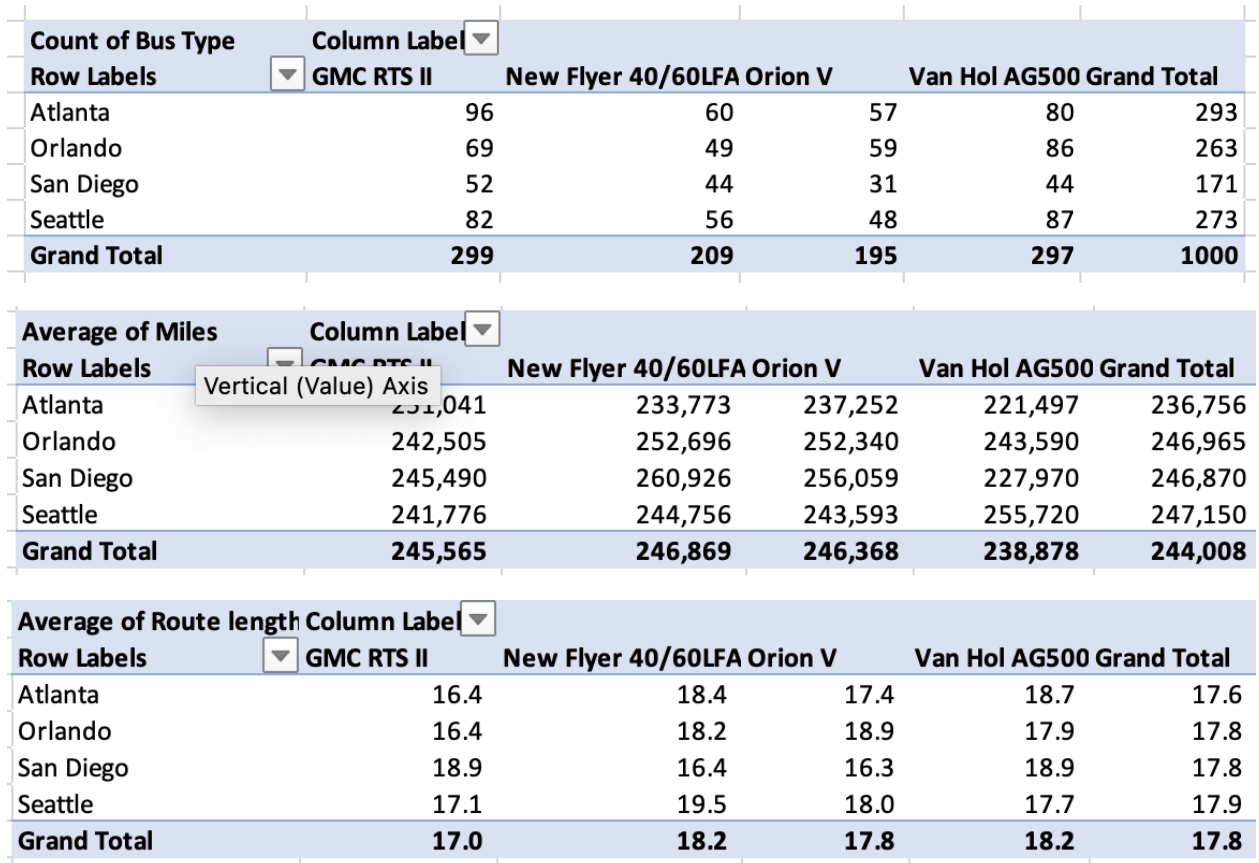 Count of Bus Type Column Label
Row Labels GMC RTS II New Flyer 40/60LFA Orion V Van Hol AG500 Grand Total
Atlanta 96 60 57 80 293
Orlando 69 49 59 86 263
San Diego 52 44 31 44 171
Seattle 82 56 48 87 273
Grand Total 299 209 195 297 1000
Average of Miles Column Label
Row Labels GMC RTS II New Flyer 40/60LFA Orion V Van Hol AG500 Grand Total
Vertical (Value) Axis
Atlanta 251,041 233,773 237,252 221,497 236,756
Orlando 242,505 252,696 252,340 243,590 246,965
San Diego 245,490 260,926 256,059 227,970 246,870
Seattle 241,776 244,756 243,593 255,720 247,150
Grand Total 245,565 246,869 246,368 238,878 244,008
Average of Route length Column Label
Row Labels GMC RTS II New Flyer 40/60LFA Orion V Van Hol AG500 Grand Total
Atlanta 16.4 18.4 17.4 18.7 17.6
Orlando 16.4 18.2 18.9 17.9 17.8
San Diego 18.9 16.4 16.3 18.9 17.8
Seattle 17.1 19.5 18.0 17.7 17.9
Grand Total 17.0 18.2 17.8 18.2 17.8